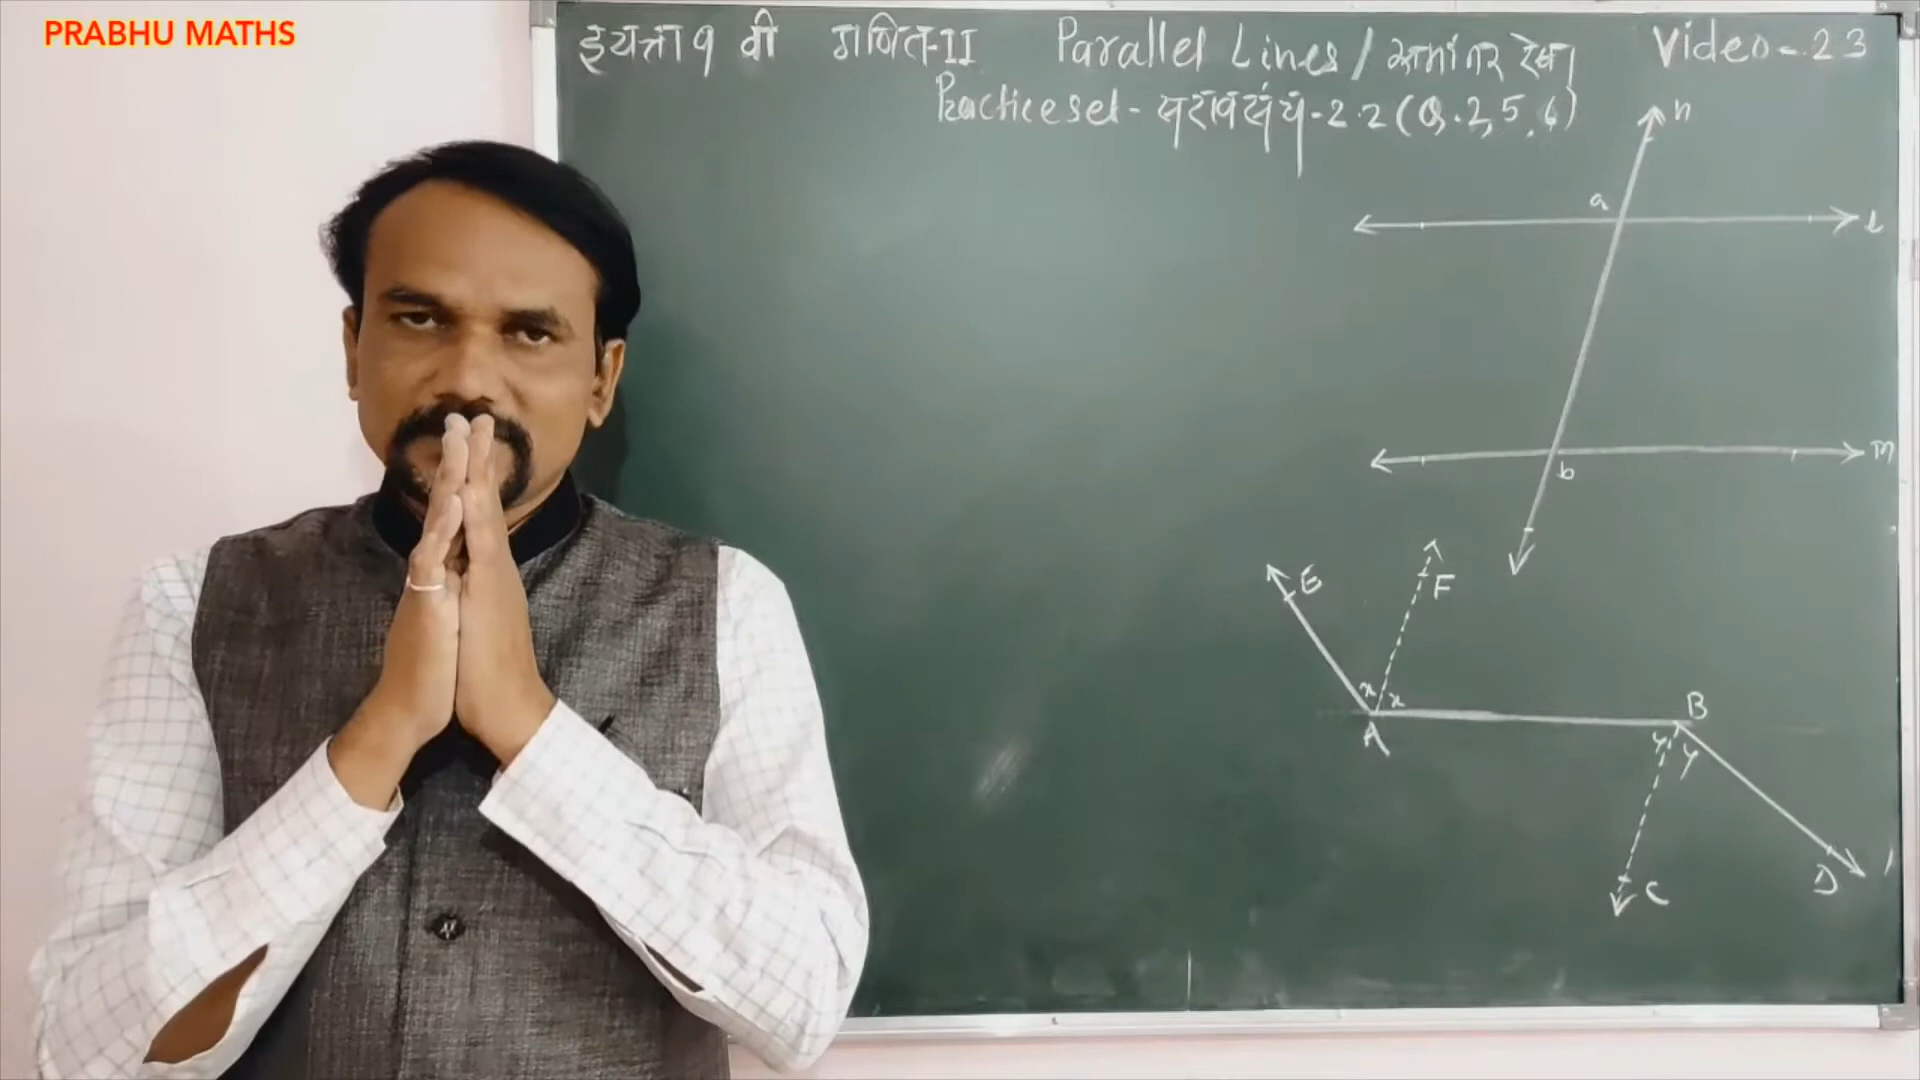 PRABHU MATHS
इयत्ता 9 वी गणित-II Parallel Lines / समांतर रेषा Video - 23
Practice set - सरावसंच - 2.2 (Q. 2, 5, 6)
n
a
l
m
b
E
F
x x
A
B
y y
C
D